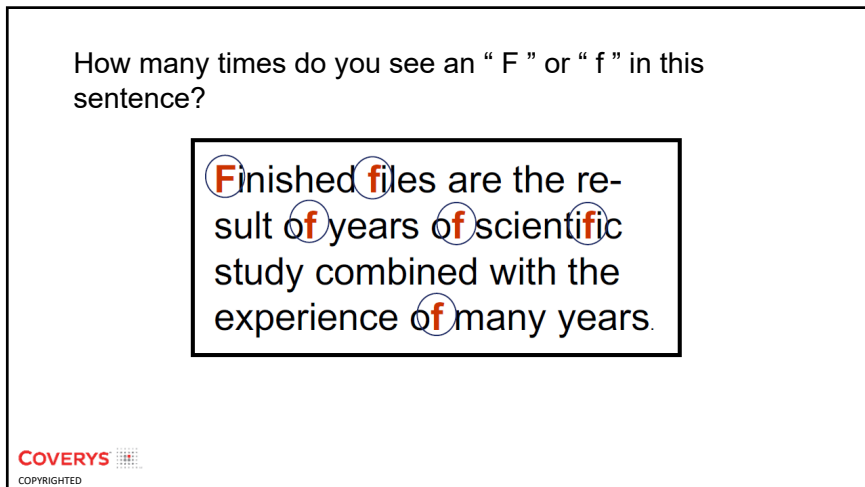 How many times do you see an “ F ” or “ f ” in this
sentence?
Finished files are the re-
sult of years of scientific
study combined with the
experience of many years.
COVERYS
COPYRIGHTED